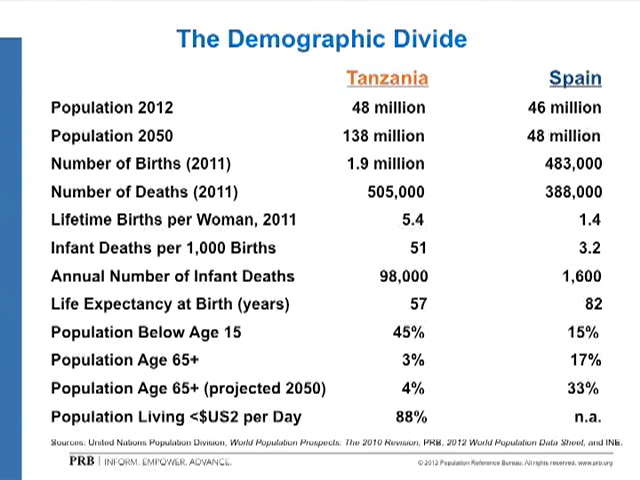 The Demographic Divide
Tanzania Spain
Population 2012 48 million 46 million
Population 2050 138 million 48 million
Number of Births (2011) 1.9 million 483,000
Number of Deaths (2011) 505,000 388,000
Lifetime Births per Woman, 2011 5.4 1.4
Infant Deaths per 1,000 Births 51 3.2
Annual Number of Infant Deaths 98,000 1,600
Life Expectancy at Birth (years) 57 82
Population Below Age 15 45% 15%
Population Age 65+ 3% 17%
Population Age 65+ (projected 2050) 4% 33%
Population Living <$US2 per Day 88% n.a.
Sources: United Nations Population Division, World Population Prospects: The 2010 Revision, PRB, 2012 World Population Data Sheet, and INE.
PRB | INFORM. EMPOWER. ADVANCE. © 2012 Population Reference Bureau. All rights reserved. www.prb.org